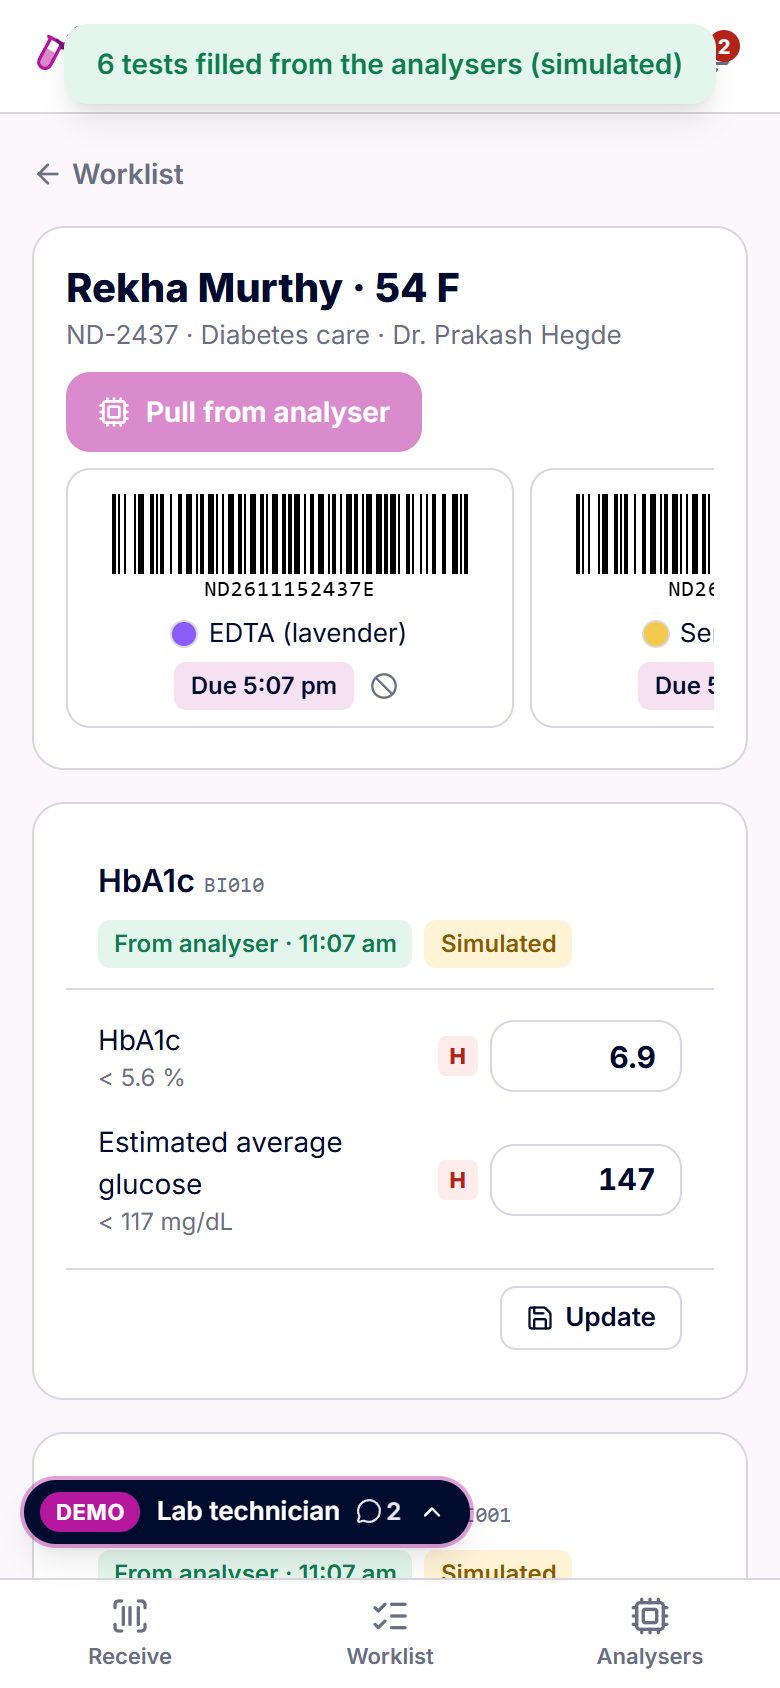 6 tests filled from the analysers (simulated)
2
Worklist
Rekha Murthy · 54 F
ND-2437 · Diabetes care · Dr. Prakash Hegde
Pull from analyser
ND2611152437E
EDTA (lavender)
Due 5:07 pm
ND26
Se
Due 5
HbA1c BI010
From analyser · 11:07 am
Simulated
HbA1c
< 5.6 %
H
6.9
Estimated average
glucose
< 117 mg/dL
H
147
Update
DEMO Lab technician 2
I001
From analyser · 11:07 am
Simulated
Receive
Worklist
Analysers